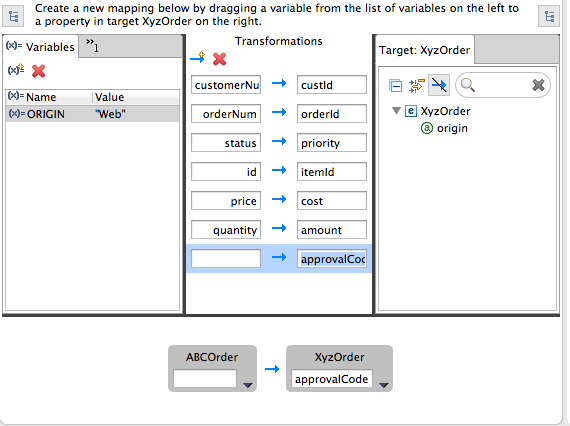 Create a new mapping below by dragging a variable from the list of variables on the left to
a property in target XyzOrder on the right.
(x)= Variables »1
Transformations
Target: XyzOrder
(x)= Name Value
(x)= ORIGIN "Web"
customerNu custId
orderNum orderId
status priority
id itemId
price cost
quantity amount
approvalCod
e XyzOrder
a origin
ABCOrder XyzOrder
approvalCode